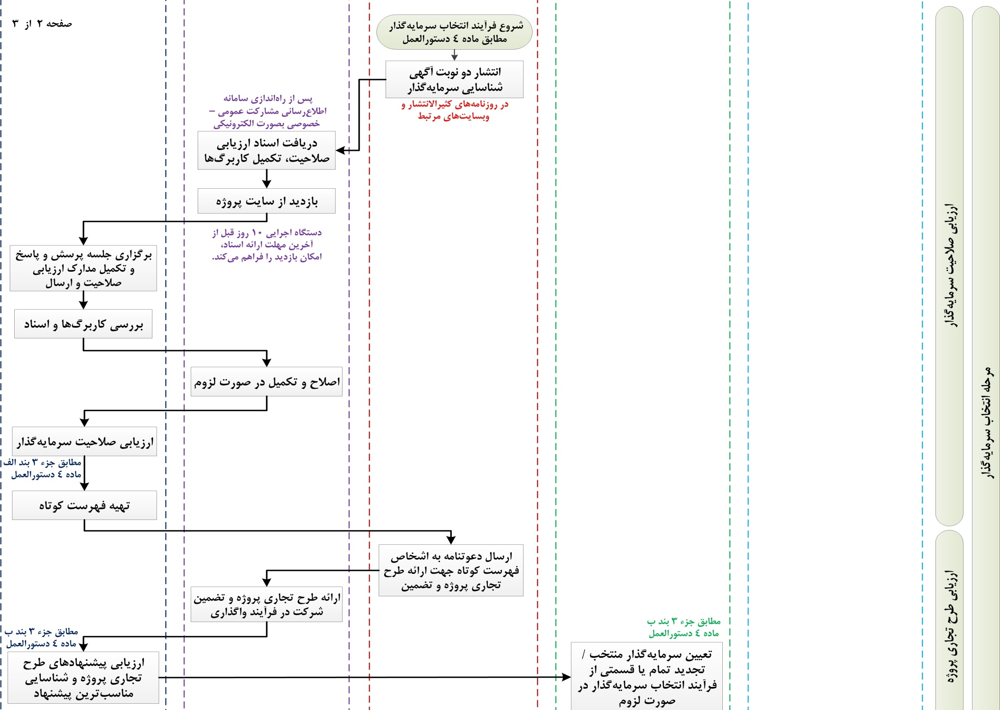 صفحه ۲ از ۳
شروع فرآیند انتخاب سرمایه‌گذار
مطابق ماده ٤ دستورالعمل
انتشار دو نوبت آگهی
شناسایی سرمایه‌گذار
در روزنامه‌های کثیرالانتشار و
وبسایت‌های مرتبط
پس از راه‌اندازی سامانه
اطلاع‌رسانی مشارکت عمومی –
خصوصی بصورت الکترونیکی
دریافت اسناد ارزیابی
صلاحیت، تکمیل کاربرگ‌ها
بازدید از سایت پروژه
دستگاه اجرایی ۱۰ روز قبل از
آخرین مهلت ارائه اسناد،
امکان بازدید را فراهم می‌کند.
برگزاری جلسه پرسش و پاسخ
و تکمیل مدارک ارزیابی
صلاحیت و ارسال
بررسی کاربرگ‌ها و اسناد
اصلاح و تکمیل در صورت لزوم
ارزیابی صلاحیت سرمایه‌گذار
مطابق جزء ۳ بند الف
ماده ٤ دستورالعمل
تهیه فهرست کوتاه
ارسال دعوتنامه به اشخاص
فهرست کوتاه جهت ارائه طرح
تجاری پروژه و تضمین
ارائه طرح تجاری پروژه و تضمین
شرکت در فرآیند واگذاری
مطابق جزء ۳ بند ب
ماده ٤ دستورالعمل
ارزیابی پیشنهادهای طرح
تجاری پروژه و شناسایی
مناسب‌ترین پیشنهاد
مطابق جزء ۳ بند ب
ماده ٤ دستورالعمل
تعیین سرمایه‌گذار منتخب /
تجدید تمام یا قسمتی از
فرآیند انتخاب سرمایه‌گذار در
صورت لزوم
ارزیابی صلاحیت سرمایه‌گذار
ارزیابی طرح تجاری پروژه
مرحله انتخاب سرمایه‌گذار